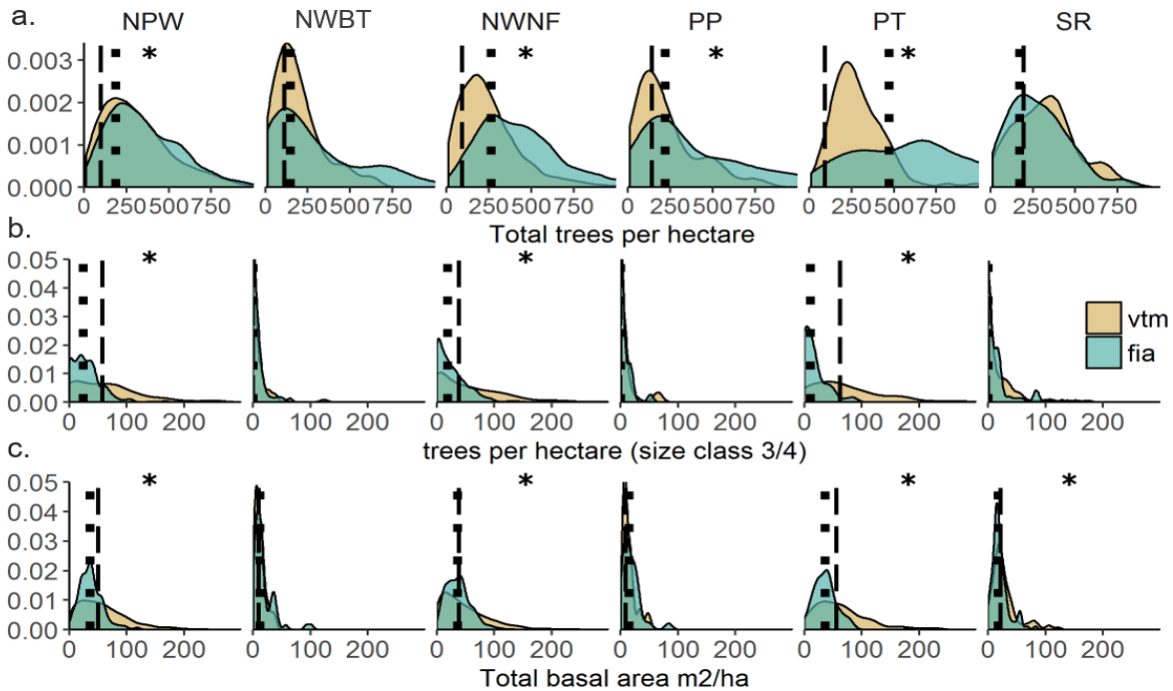 a. NPW NWBT NWNF PP PT SR
* * * * *
0.003
0.002
0.001
0.000
0 250500750 0 250500750 0 250500750 0 250500750 0 250500750 0 250500750
Total trees per hectare
b.
* * *
0.05
0.04
0.03
0.02
0.01
0.00
vtm
fia
0 100 200 0 100 200 0 100 200 0 100 200 0 100 200 0 100 200
trees per hectare (size class 3/4)
c.
* * * *
0.05
0.04
0.03
0.02
0.01
0.00
0 100 200 0 100 200 0 100 200 0 100 200 0 100 200 0 100 200
Total basal area m2/ha